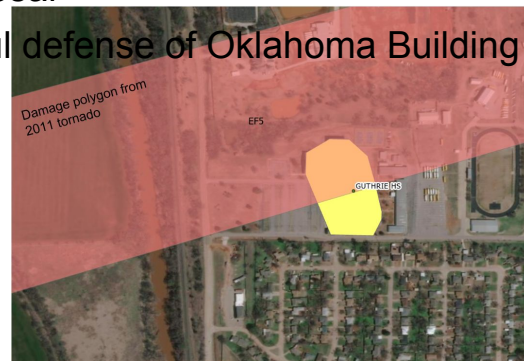 l defense of Oklahoma Building
Damage polygon from
2011 tornado
EF5
GUTHRIE HS